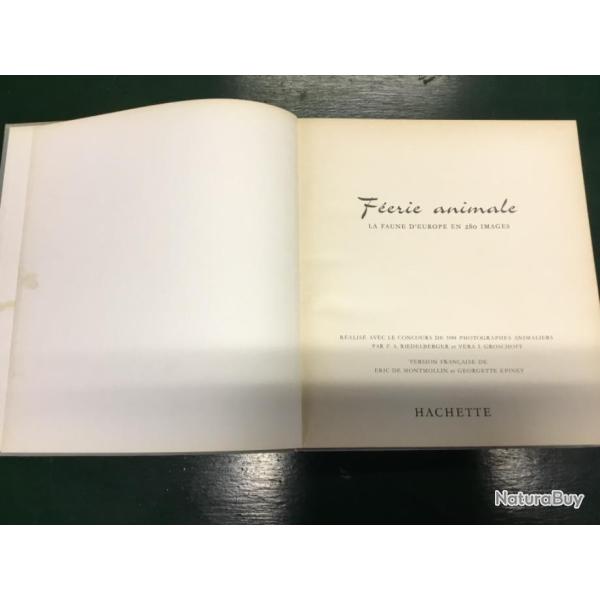 Féerie animale
LA FAUNE D'EUROPE EN 280 IMAGES
RÉALISÉ AVEC LE CONCOURS DE 100 PHOTOGRAPHES ANIMALIERS
PAR F. A. RIEDELBERGER et VERA I. GROSCHOFF
VERSION FRANÇAISE DE
ERIC DE MONTMOLLIN et GEORGETTE EPINEY
HACHETTE
NaturaBuy